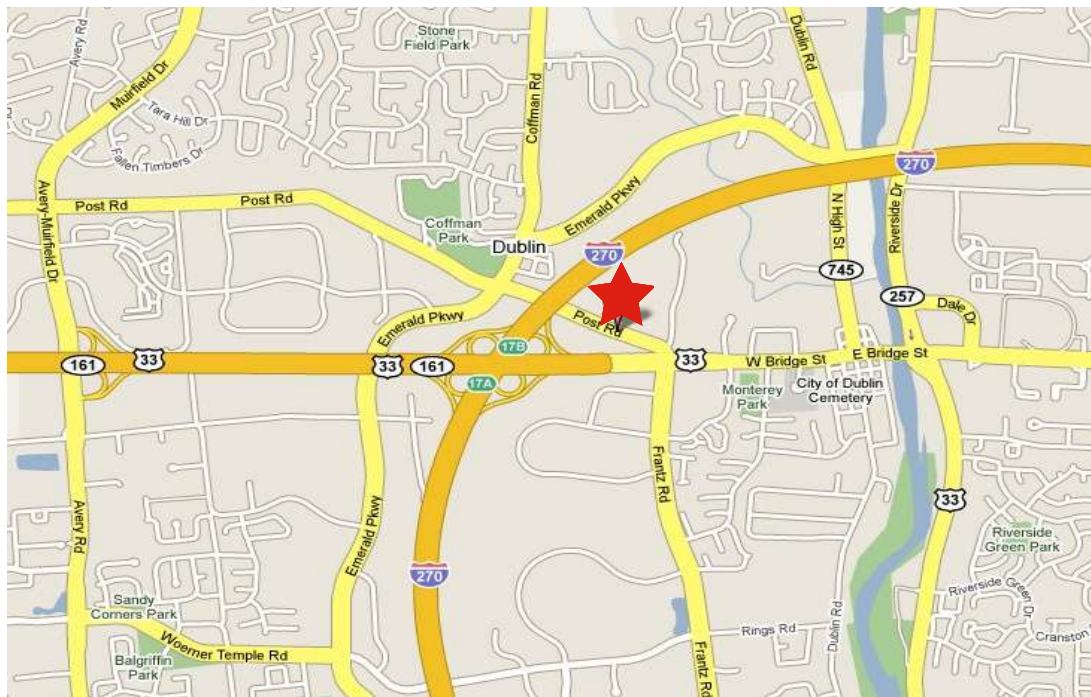 Avery Rd
Muirfield Dr
Stone
Field Park
Coffman Rd
Dublin Rd
Tara Hill Dr
Fallen Timbers Dr
270
Avery-Muirfield Dr
Post Rd
Post Rd
Emerald Pkwy
N High St
Riverside Dr
Coffman
Park
Dublin
270
745
257
Dale Dr
Emerald Pkwy
Post Rd
17B
33
161
33
161
33
W Bridge St
E Bridge St
17A
Monterey
Park
City of Dublin
Cemetery
Frantz Rd
Avery Rd
Emerald Pkwy
33
Riverside
Green Park
270
Riverside Green Dr
Sandy
Corners Park
Dublin Rd
Rings Rd
Cranston Dr
Woerner Temple Rd
Balgriffin
Park
Frantz Rd